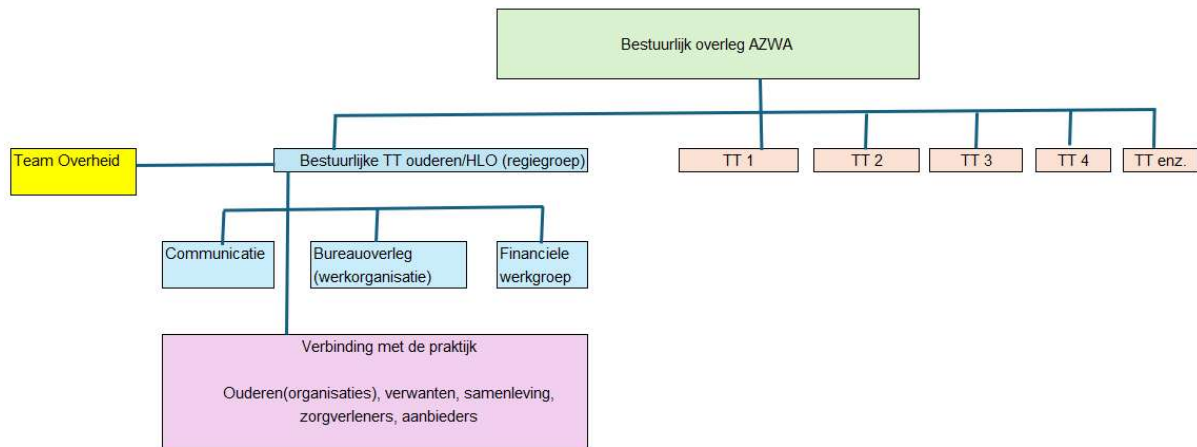 Bestuurlijk overleg AZWA
Team Overheid
Bestuurlijke TT ouderen/HLO (regiegroep)
TT 1
TT 2
TT 3
TT 4
TT enz.
Communicatie
Bureauoverleg
(werkorganisatie)
Financiele
werkgroep
Verbinding met de praktijk
Ouderen(organisaties), verwanten, samenleving,
zorgverleners, aanbieders